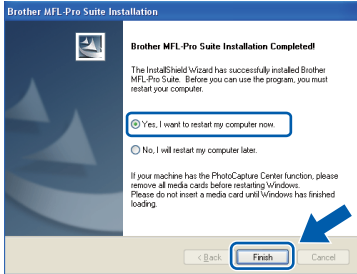 Brother MFL-Pro Suite Installation
Brother MFL-Pro Suite Installation Completed!
The InstallShield Wizard has successfully installed Brother
MFL-Pro Suite. Before you can use the program, you must
restart your computer.
Yes, I want to restart my computer now.
No, I will restart my computer later.
If your machine has the PhotoCapture Center function, please
remove all media cards before restarting Windows.
Please do not insert a media card until Windows has finished
loading.
< Back Finish Cancel